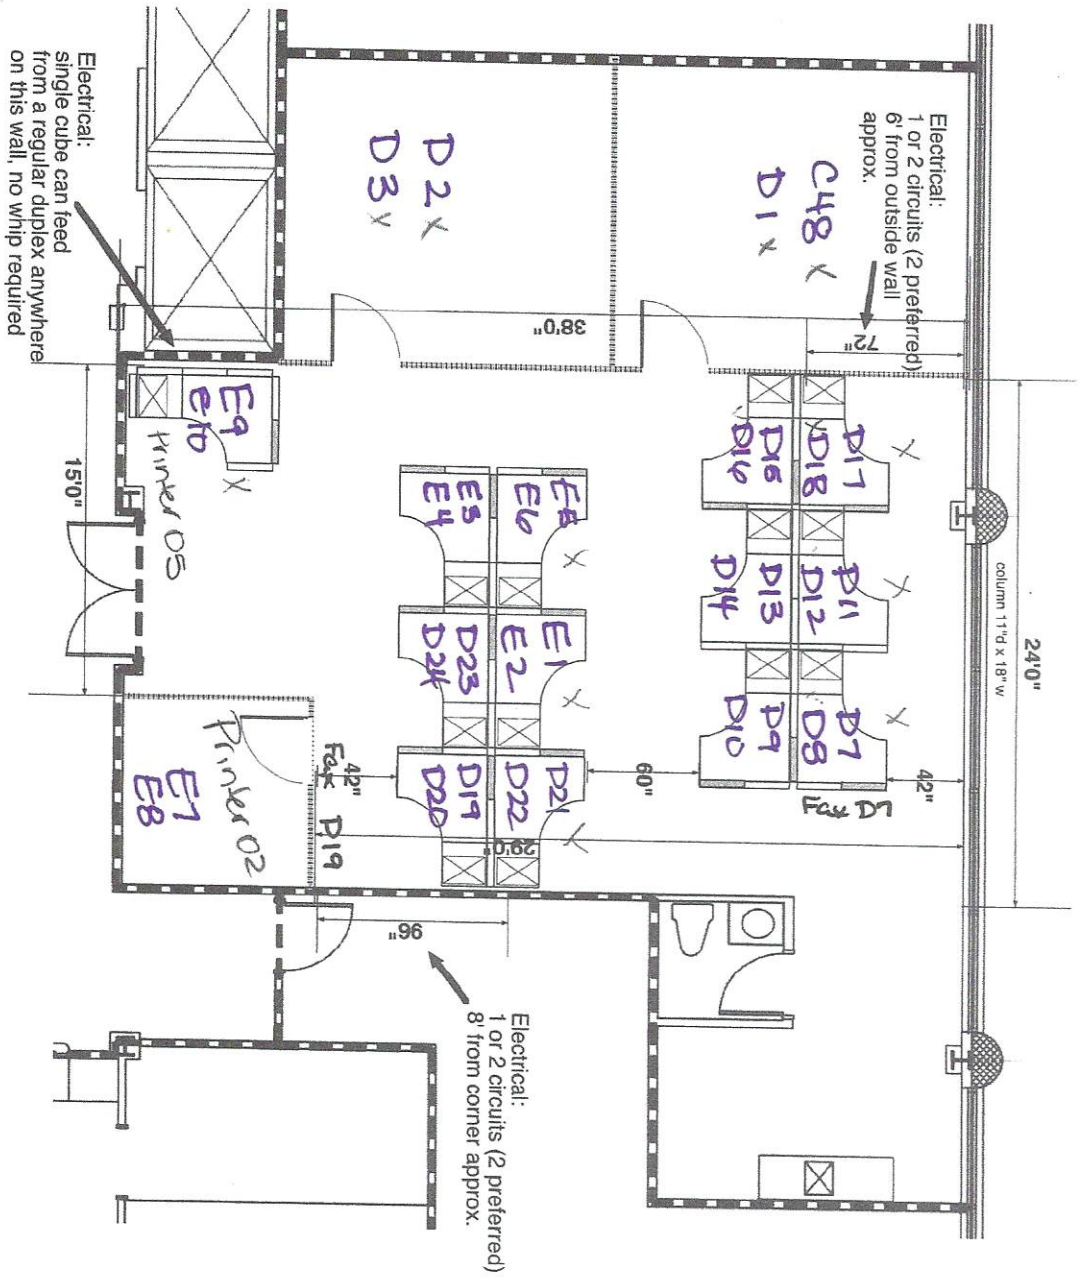 Electrical:
1 or 2 circuits (2 preferred)
6' from outside wall
approx.
C48 x
D1 x
D2 x
D3 x
Electrical:
single cube can feed
from a regular duplex anywhere
on this wall, no whip required
72"
38'0"
24'0"
column 11"d x 18" w
D17 x
D18
D15
D16
D11 x
D12
D13
D14
D7 x
D8
D9
D10
Fax D7
42"
60"
E5 x
E6
E3
E4
E1 x
E2
D23
D24
D21 x
D22
D19
D20
42"
Fax D19
29'0"
E9
E10
x
Printer 05
15'0"
Printer 02
E7
E8
96"
Electrical:
1 or 2 circuits (2 preferred)
8' from corner approx.